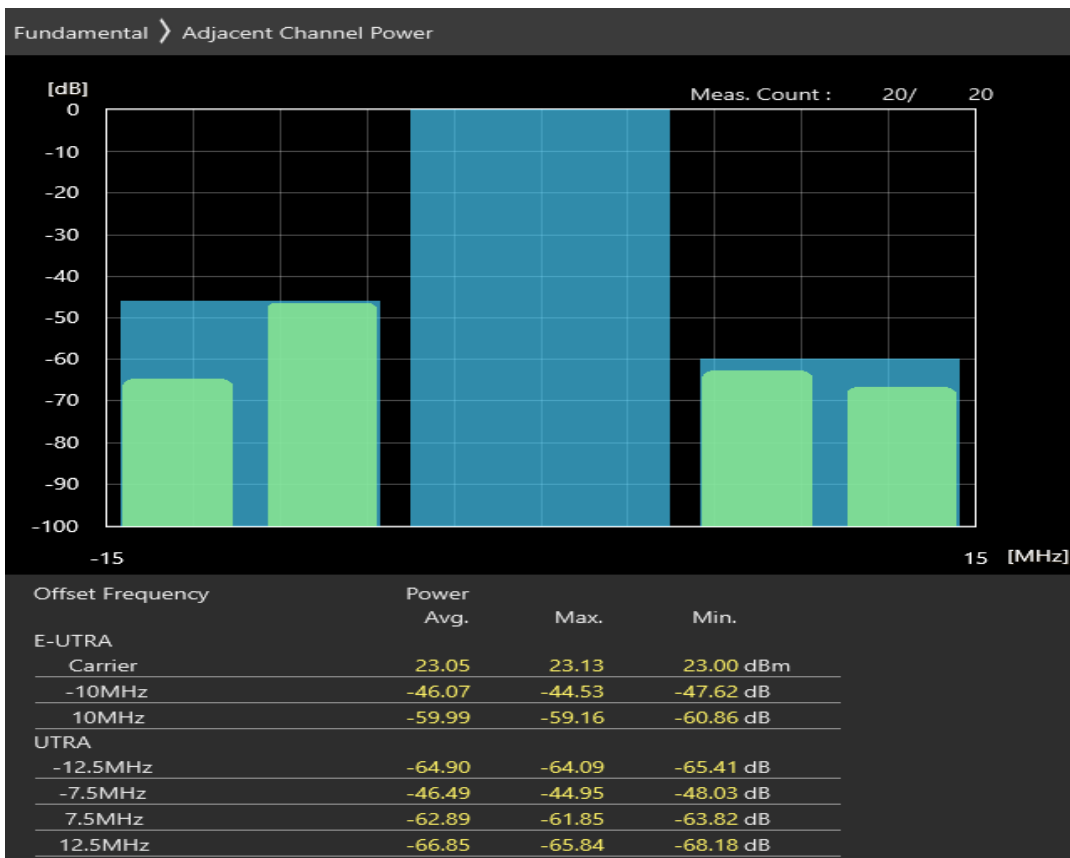 Fundamental 》 Adjacent Channel Power
[dB]
Meas. Count : 20/ 20
0
-10
-20
-30
-40
-50
-60
-70
-80
-90
-100
-15 15 [MHz]
Offset Frequency Power
Avg. Max. Min.
E-UTRA
Carrier 23.05 23.13 23.00 dBm
-10MHz -46.07 -44.53 -47.62 dB
10MHz -59.99 -59.16 -60.86 dB
UTRA
-12.5MHz -64.90 -64.09 -65.41 dB
-7.5MHz -46.49 -44.95 -48.03 dB
7.5MHz -62.89 -61.85 -63.82 dB
12.5MHz -66.85 -65.84 -68.18 dB